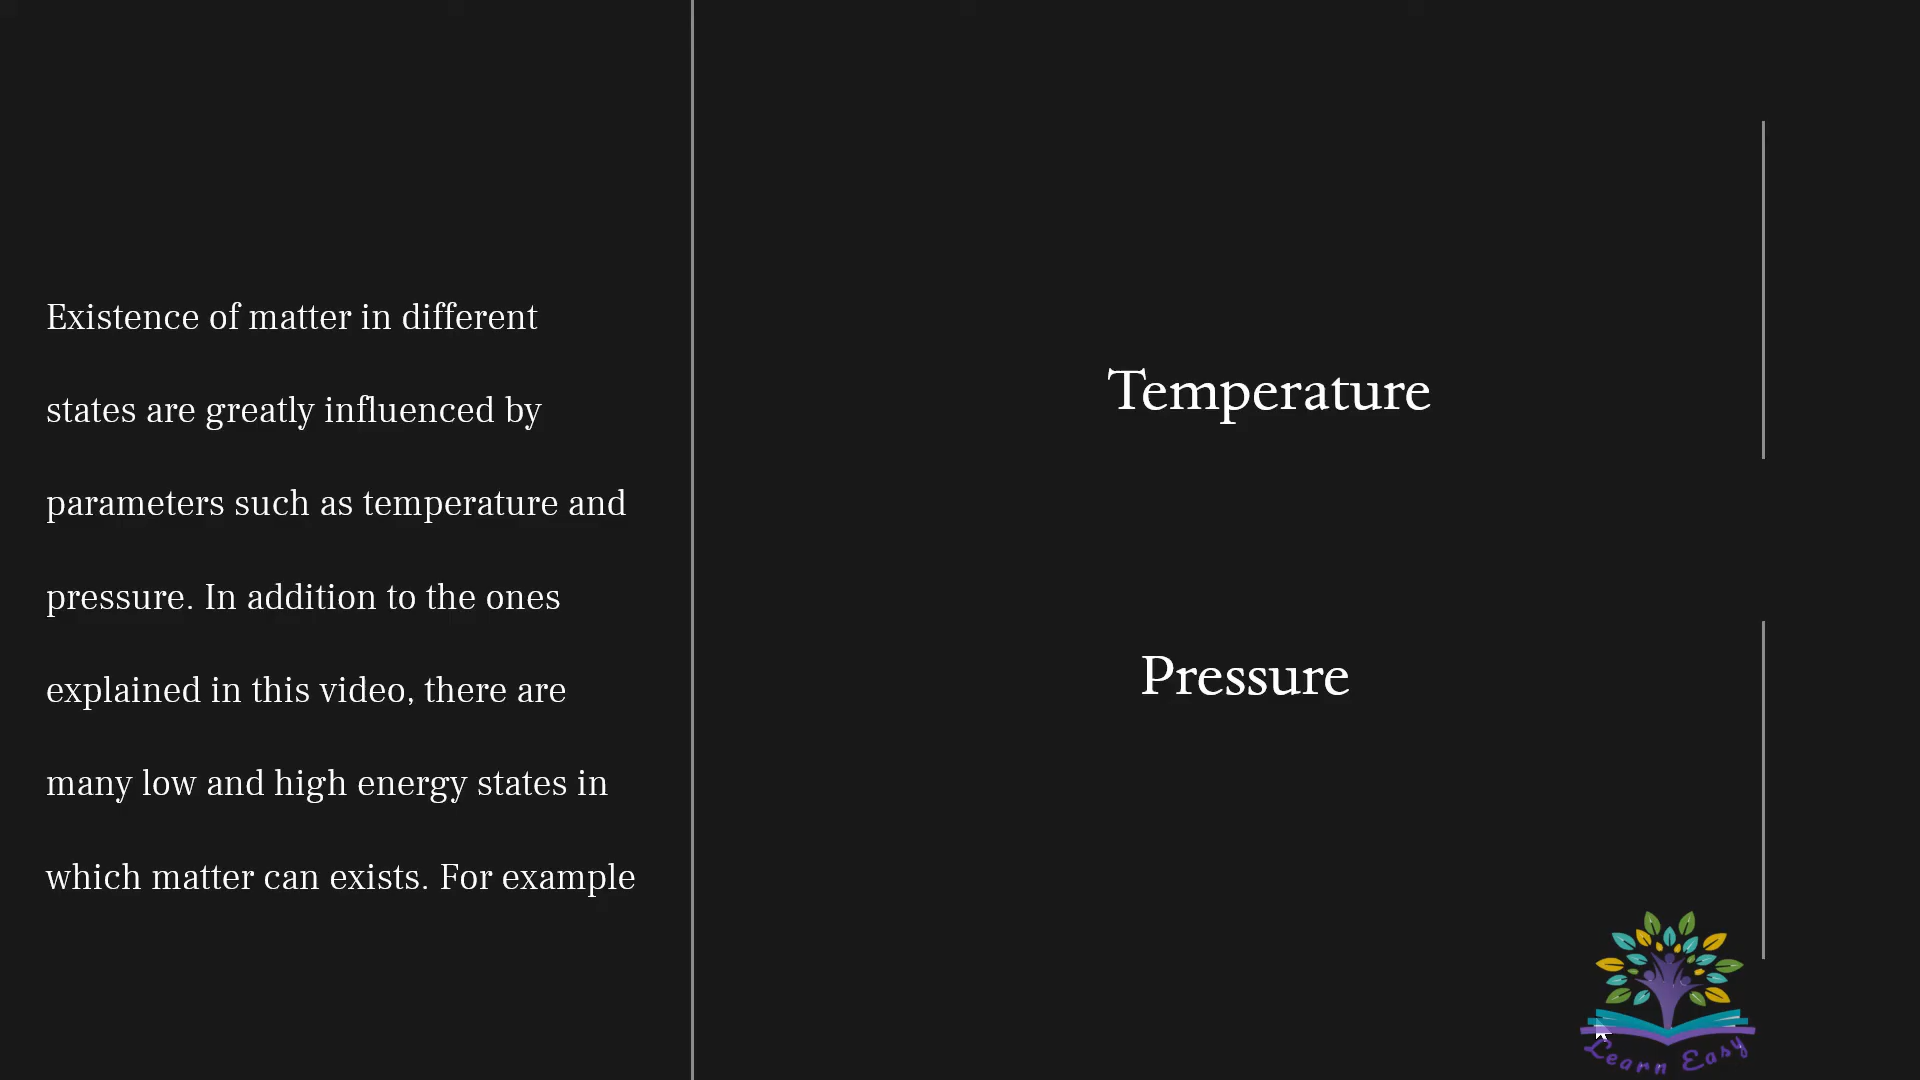 Existence of matter in different
states are greatly influenced by
parameters such as temperature and
pressure. In addition to the ones
explained in this video, there are
many low and high energy states in
which matter can exists. For example
Temperature
Pressure
Learn Easy